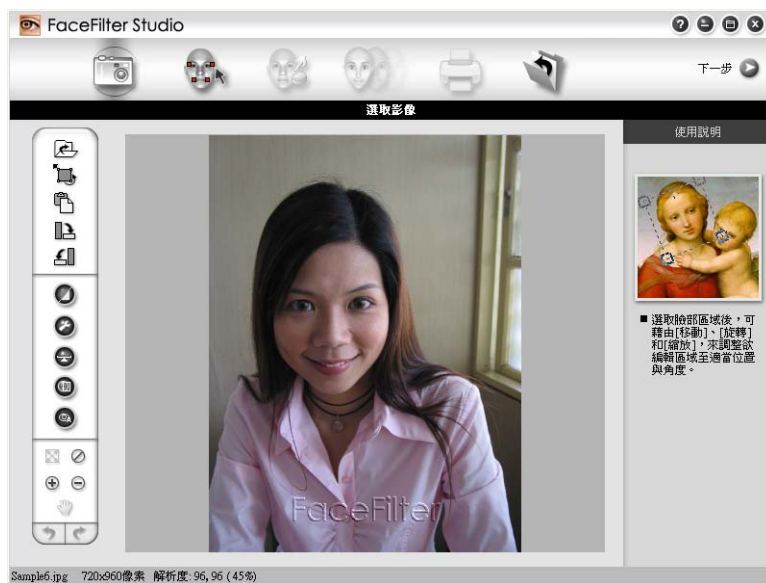 FaceFilter Studio
下一步
選取影像
使用說明
■ 選取臉部區域後，可
藉由[移動]、[旋轉]
和[縮放]，來調整欲
編輯區域至適當位置
與角度。
FaceFilter
Sample6.jpg 720x960像素 解析度: 96, 96 (45%)